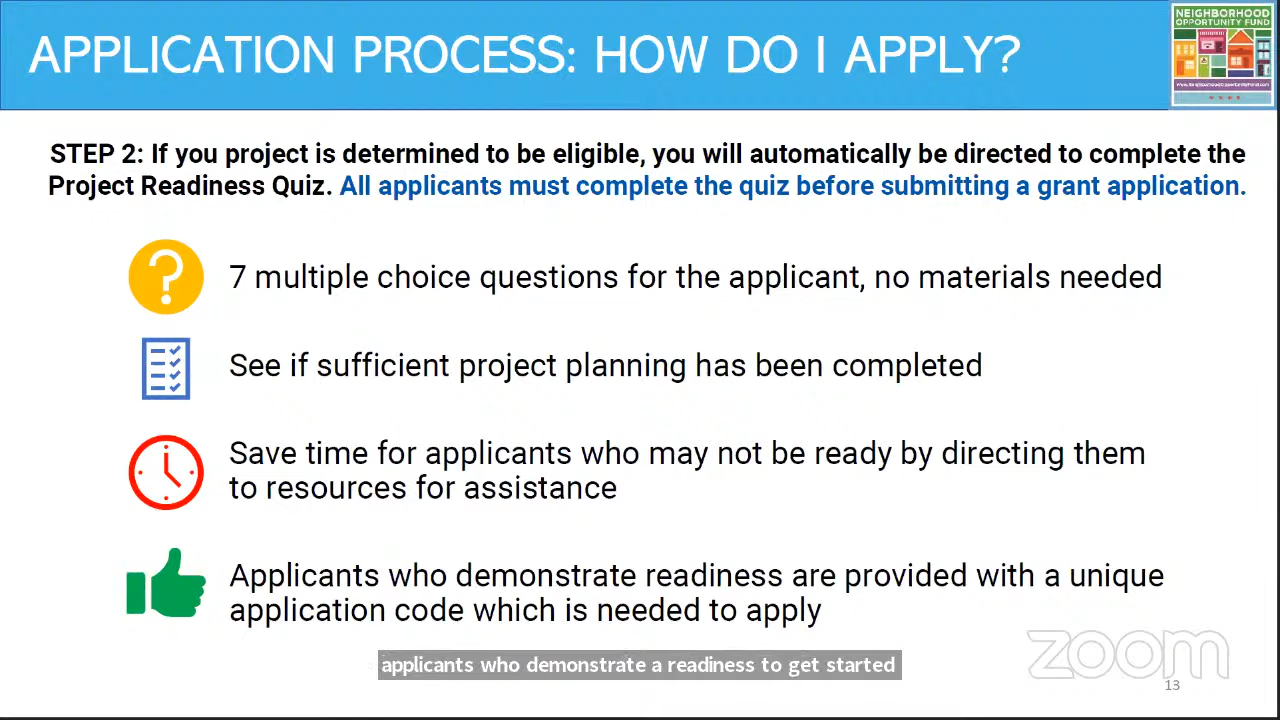 APPLICATION PROCESS: HOW DO I APPLY?
NEIGHBORHOOD
OPPORTUNITY FUND
www.NeighborhoodOpportunityFund.com
STEP 2: If you project is determined to be eligible, you will automatically be directed to complete the
Project Readiness Quiz. All applicants must complete the quiz before submitting a grant application.
7 multiple choice questions for the applicant, no materials needed
See if sufficient project planning has been completed
Save time for applicants who may not be ready by directing them
to resources for assistance
Applicants who demonstrate readiness are provided with a unique
application code which is needed to apply
applicants who demonstrate a readiness to get started
zoom
13